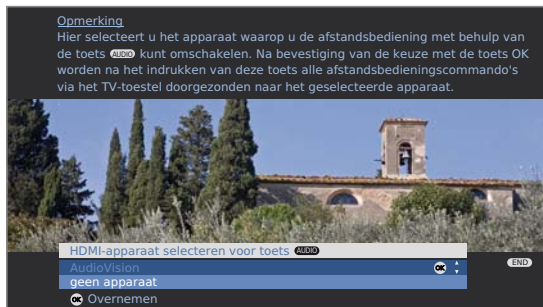 Opmerking
Hier selecteert u het apparaat waarop u de afstandsbediening met behulp van
de toets AUDIO kunt omschakelen. Na bevestiging van de keuze met de toets OK
worden na het indrukken van deze toets alle afstandsbedieningscommando's
via het TV-toestel doorgezonden naar het geselecteerde apparaat.
HDMI-apparaat selecteren voor toets AUDIO
AudioVision OK
END
geen apparaat
OK Overnemen